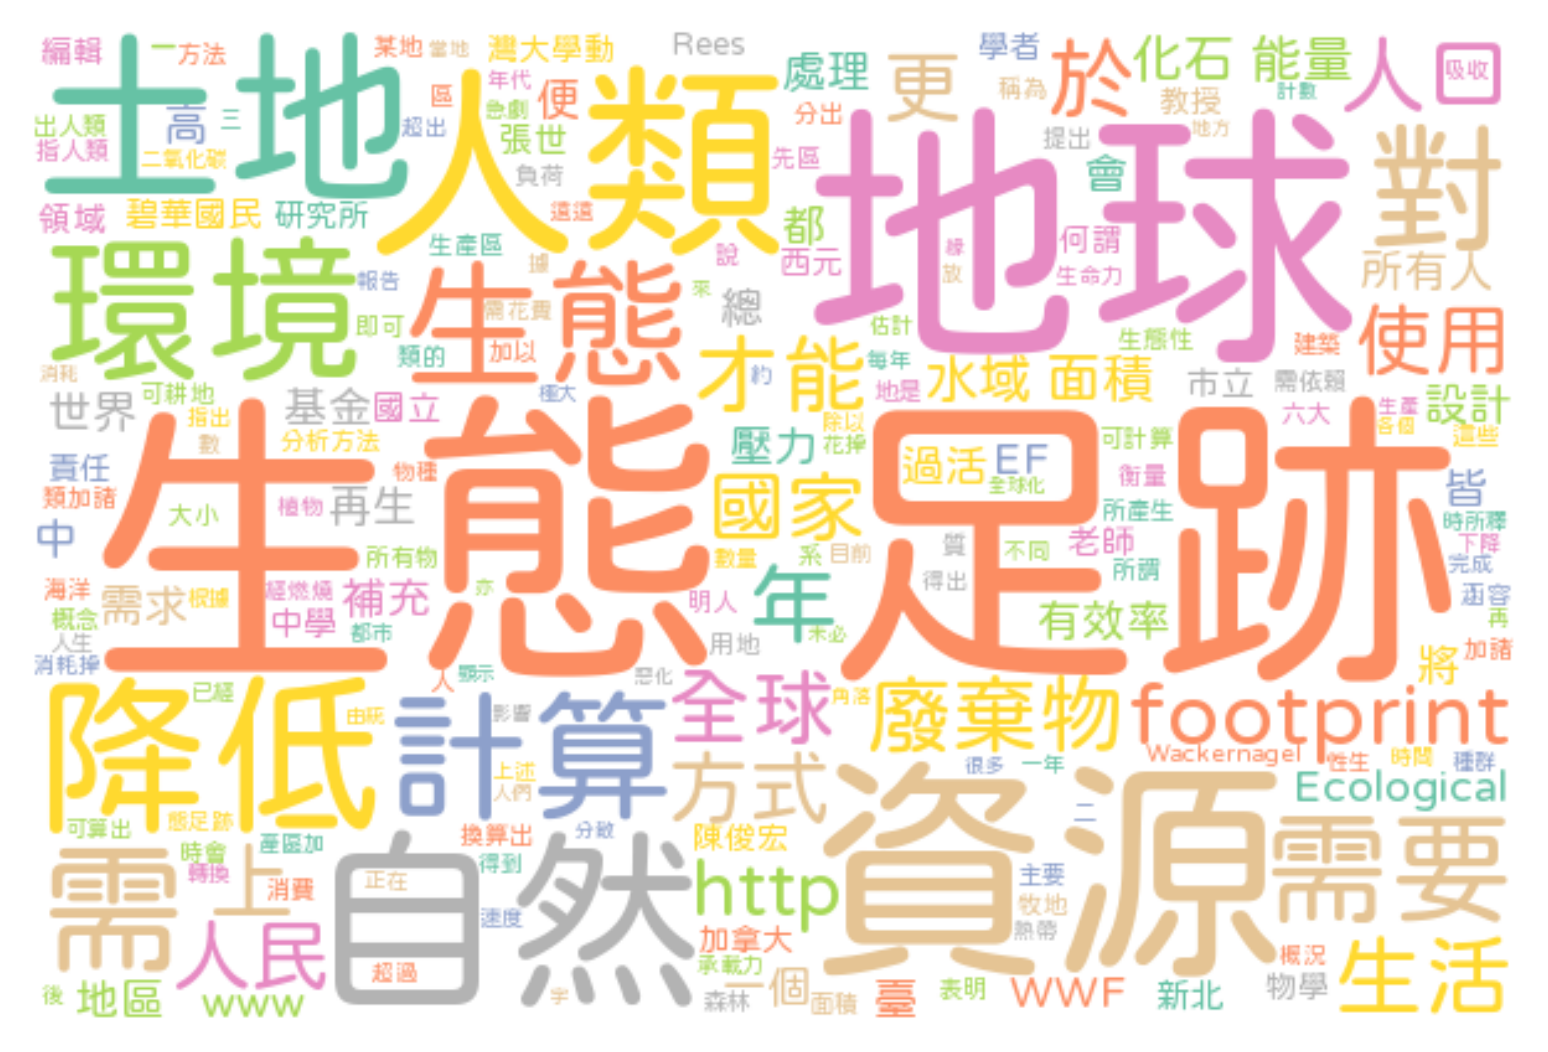 編輯 一 方法 某地 當地 灣大學動 Rees 學者 化石 能量 人口 吸收
土地 人類 年代 區 便 急劇 處理 更 稱為 於 教授 計數
出人類 高 三 超出 張世 分出 地球 提出 地方 對
指人類 二氧化碳 負荷 先區 會
領域 碧華國民 研究所 遠遠 都 何謂 所有人
環境 生產區 據 說 西元 緣 放 生命力
報告 生態 需花費 來 總 使用
即可 類的 加以 估計 生態性 建築
消耗 可耕地 極大 才能 約 每年 地是 水域 面積 市立 需依賴
世界 指出 基金 國立 除以 六大 生產 各個 設計
數 分析方法 壓力 花掉 可計算 這些
生態足跡 過活 EF 全球化 衡量
責任 物種 國家 皆
類加諸 大小 植物 再生 所產生 時所釋
中 所有物 數量 系 目前 質 不同 老師 下降
海洋 需求 根據 經燃燒 補充 亦 年 得出 所謂 完成
概念 中學 明人 有效率 涵容
人生 都市 用地 未必 再
消耗掉 人 顯示 惡化 將 加諸
降低 已經 由統 計算 影響 全球 角落 廢棄物 footprint
上述 人們 方式 很多 一年 Wackernagel 性生 時間 種群
資源 二 Ecological
可算出 態足跡 產區加 換算出 分散 陳俊宏
需 時會 轉換 上 自然 正在 得到 http 主要 需要
消費 速度 牧地
人民 超過 加拿大 熱帶 概況
後 地區 www 字 承載力 森林 一個 面積 臺 表明 WWF 新北 物學 生活